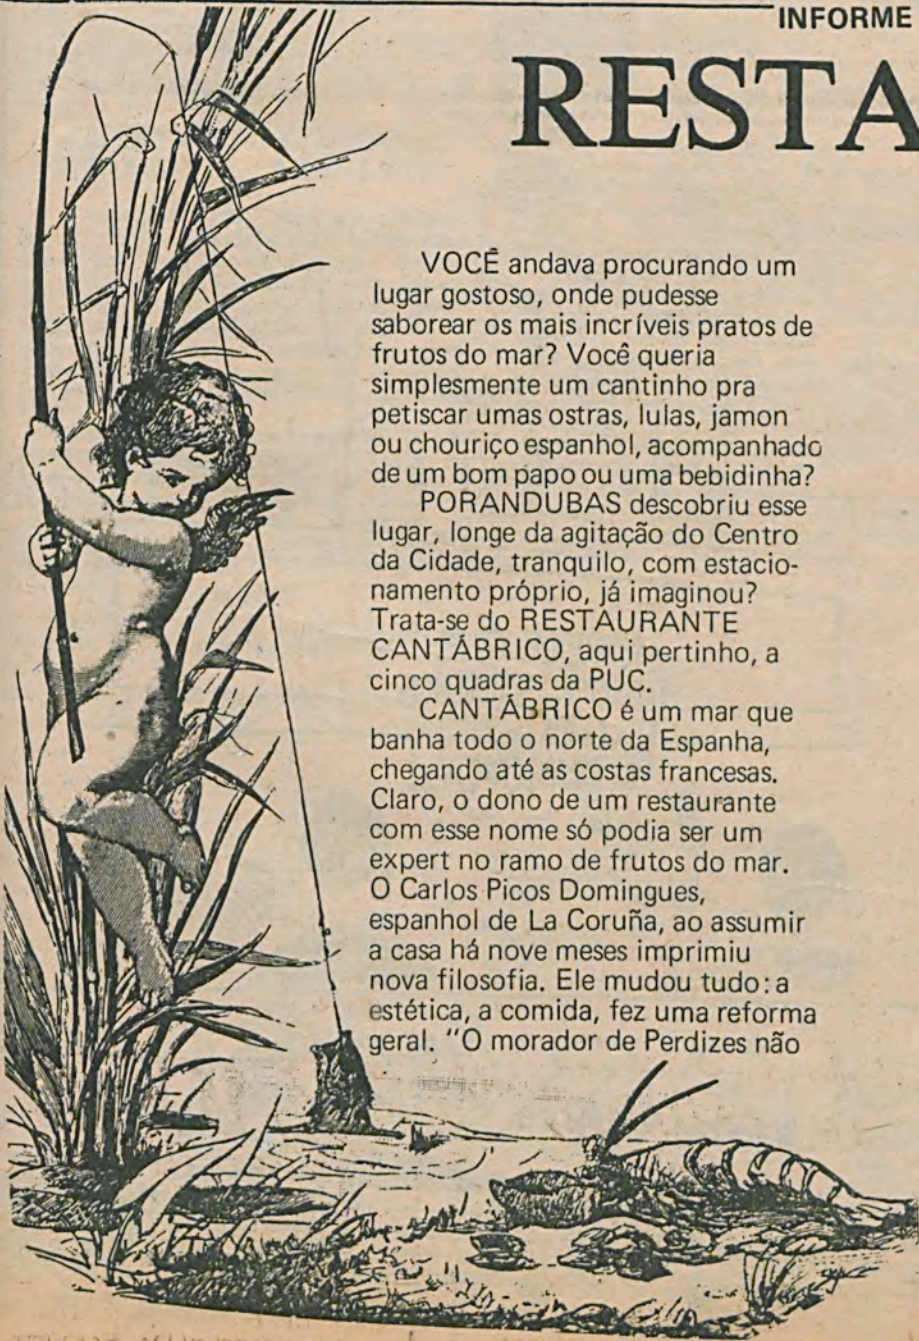 INFORME
RESTA
VOCÊ andava procurando um
lugar gostoso, onde pudesse
saborear os mais incríveis pratos de
frutos do mar? Você queria
simplesmente um cantinho pra
petiscar umas ostras, lulas, jamon
ou chouriço espanhol, acompanhado
de um bom papo ou uma bebidinha?
PORANDUBAS descobriu esse
lugar, longe da agitação do Centro
da Cidade, tranquilo, com estacio-
namento próprio, já imaginou?
Trata-se do RESTAURANTE
CANTÁBRICO, aqui pertinho, a
cinco quadras da PUC.
CANTÁBRICO é um mar que
banha todo o norte da Espanha,
chegando até as costas francesas.
Claro, o dono de um restaurante
com esse nome só podia ser um
expert no ramo de frutos do mar.
O Carlos Picos Domingues,
espanhol de La Coruña, ao assumir
a casa há nove meses imprimiu
nova filosofia. Ele mudou tudo: a
estética, a comida, fez uma reforma
geral. "O morador de Perdizes não